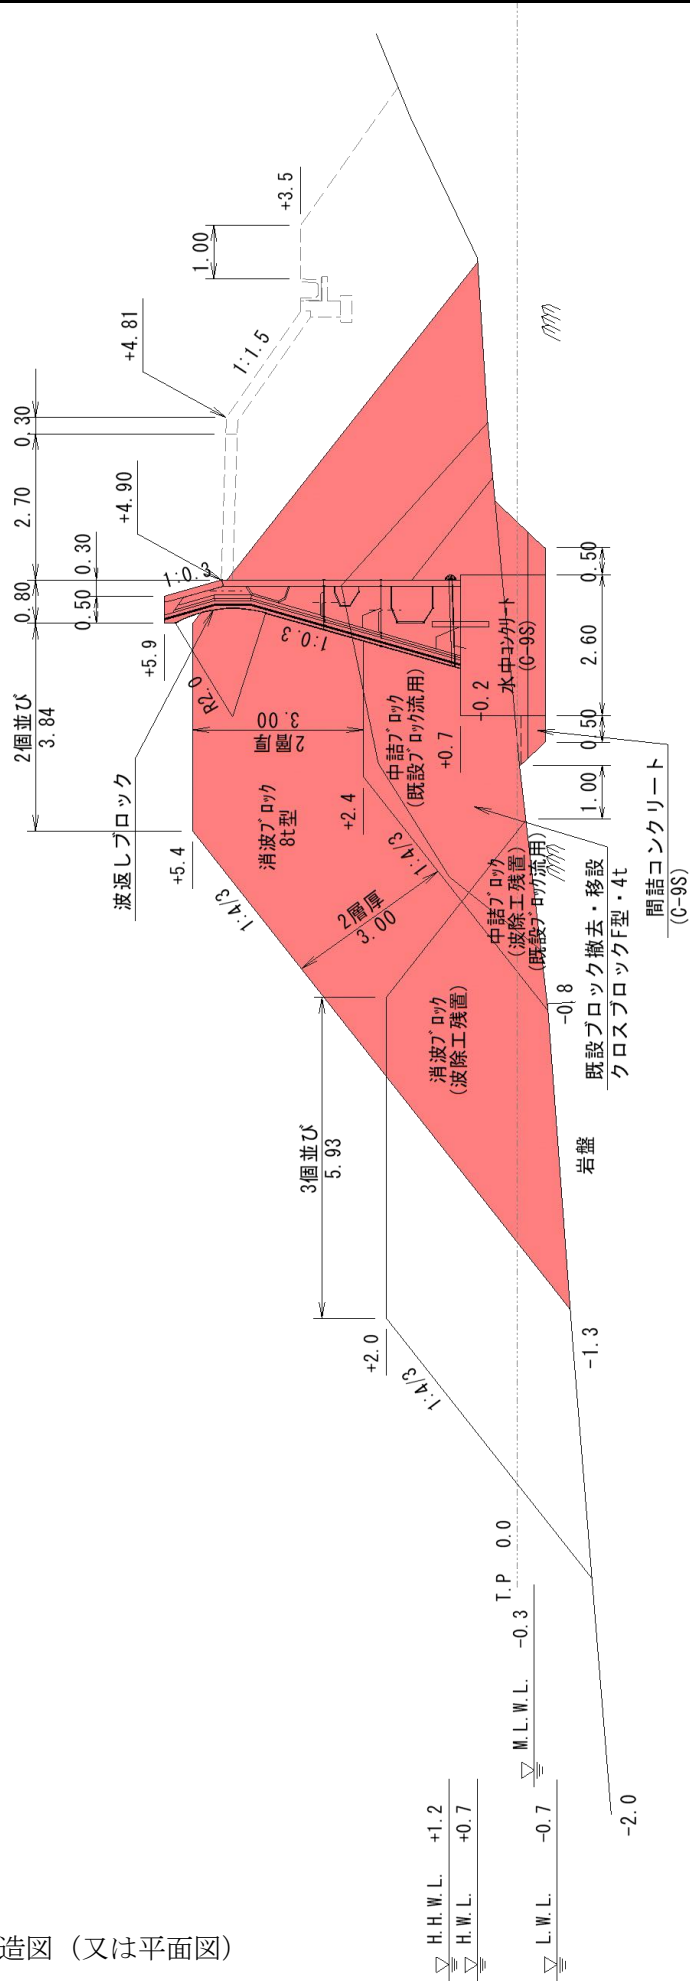 2個並び
3.84
0.80
2.70
0.30
0.50
0.30
+5.9
1:0.3
+4.90
+4.81
1.00
+3.5
1:1.5
波返しブロック
+5.4
R2.0
1:0.3
2層厚
3.00
消波ブロック
8t型
1:4/3
2層厚
3.00
+2.4
1:4/3
中詰ブロック
(既設ブロック流用)
+0.7
-0.2
水中コンクリート
(C-9S)
0.50
2.60
0.50
1.00
中詰ブロック
(波除工残置)
(既設ブロック流用)
消波ブロック
(波除工残置)
3個並び
5.93
+2.0
1:4/3
-0.8
既設ブロック撤去・移設
クロスブロックF型・4t
間詰コンクリート
(C-9S)
岩盤
-1.3
T.P 0.0
M.L.W.L. -0.3
H.H.W.L. +1.2
H.W.L. +0.7
L.W.L. -0.7
-2.0
造図（又は平面図）